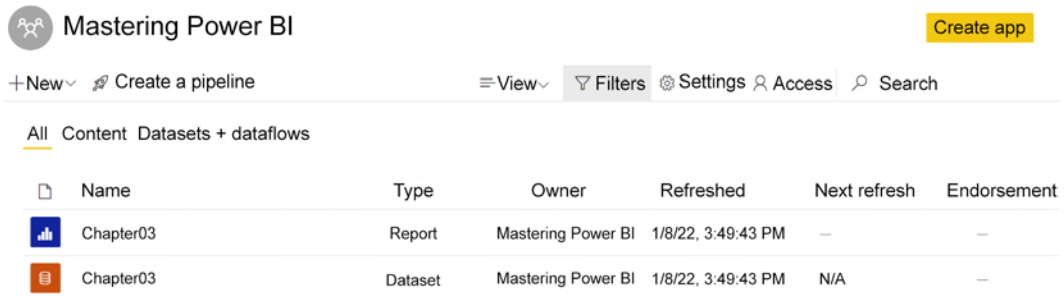 Mastering Power BI
Create app
New Create a pipeline View Filters Settings Access Search
All Content Datasets + dataflows
Name Type Owner Refreshed Next refresh Endorsement
Chapter03 Report Mastering Power BI 1/8/22, 3:49:43 PM —  —
Chapter03 Dataset Mastering Power BI 1/8/22, 3:49:43 PM N/A —